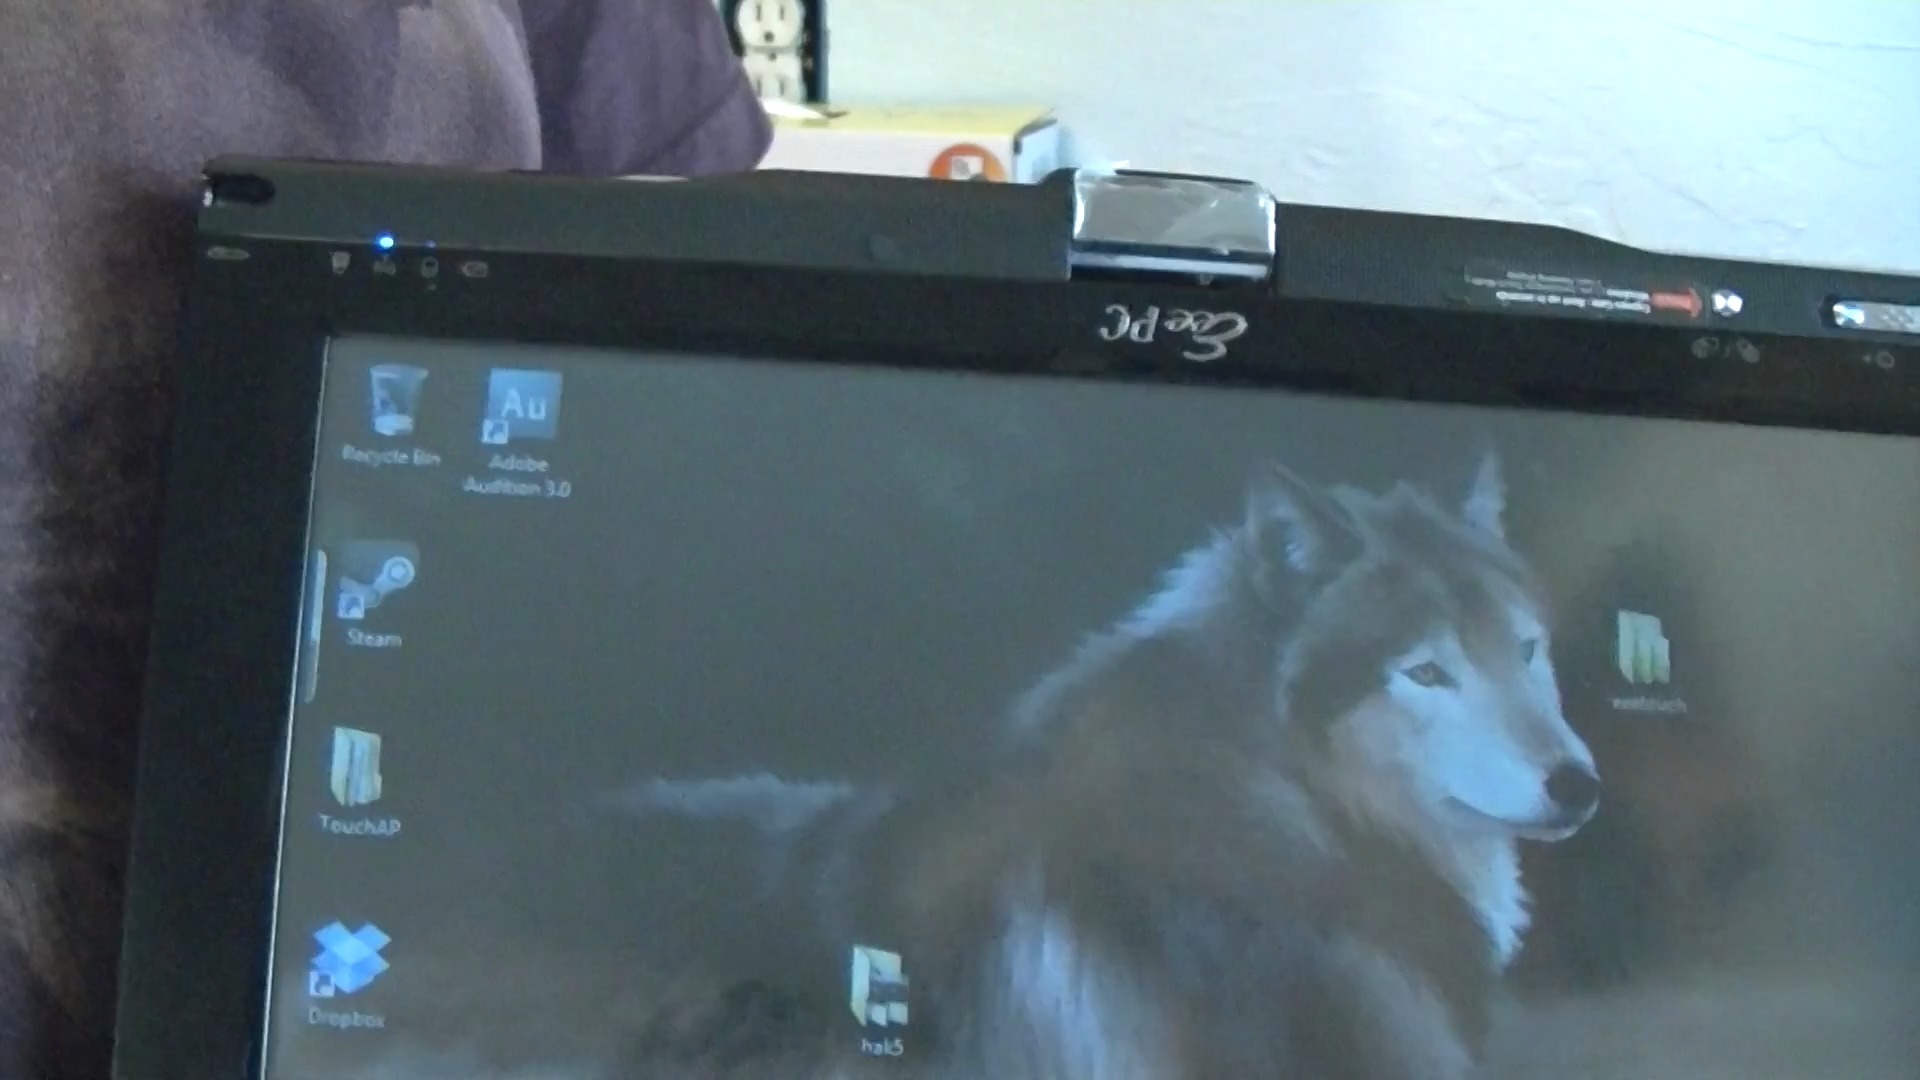 Eee PC
Recycle Bin
Au
Adobe
Audition 3.0
Steam
TouchAP
Dropbox
hak5